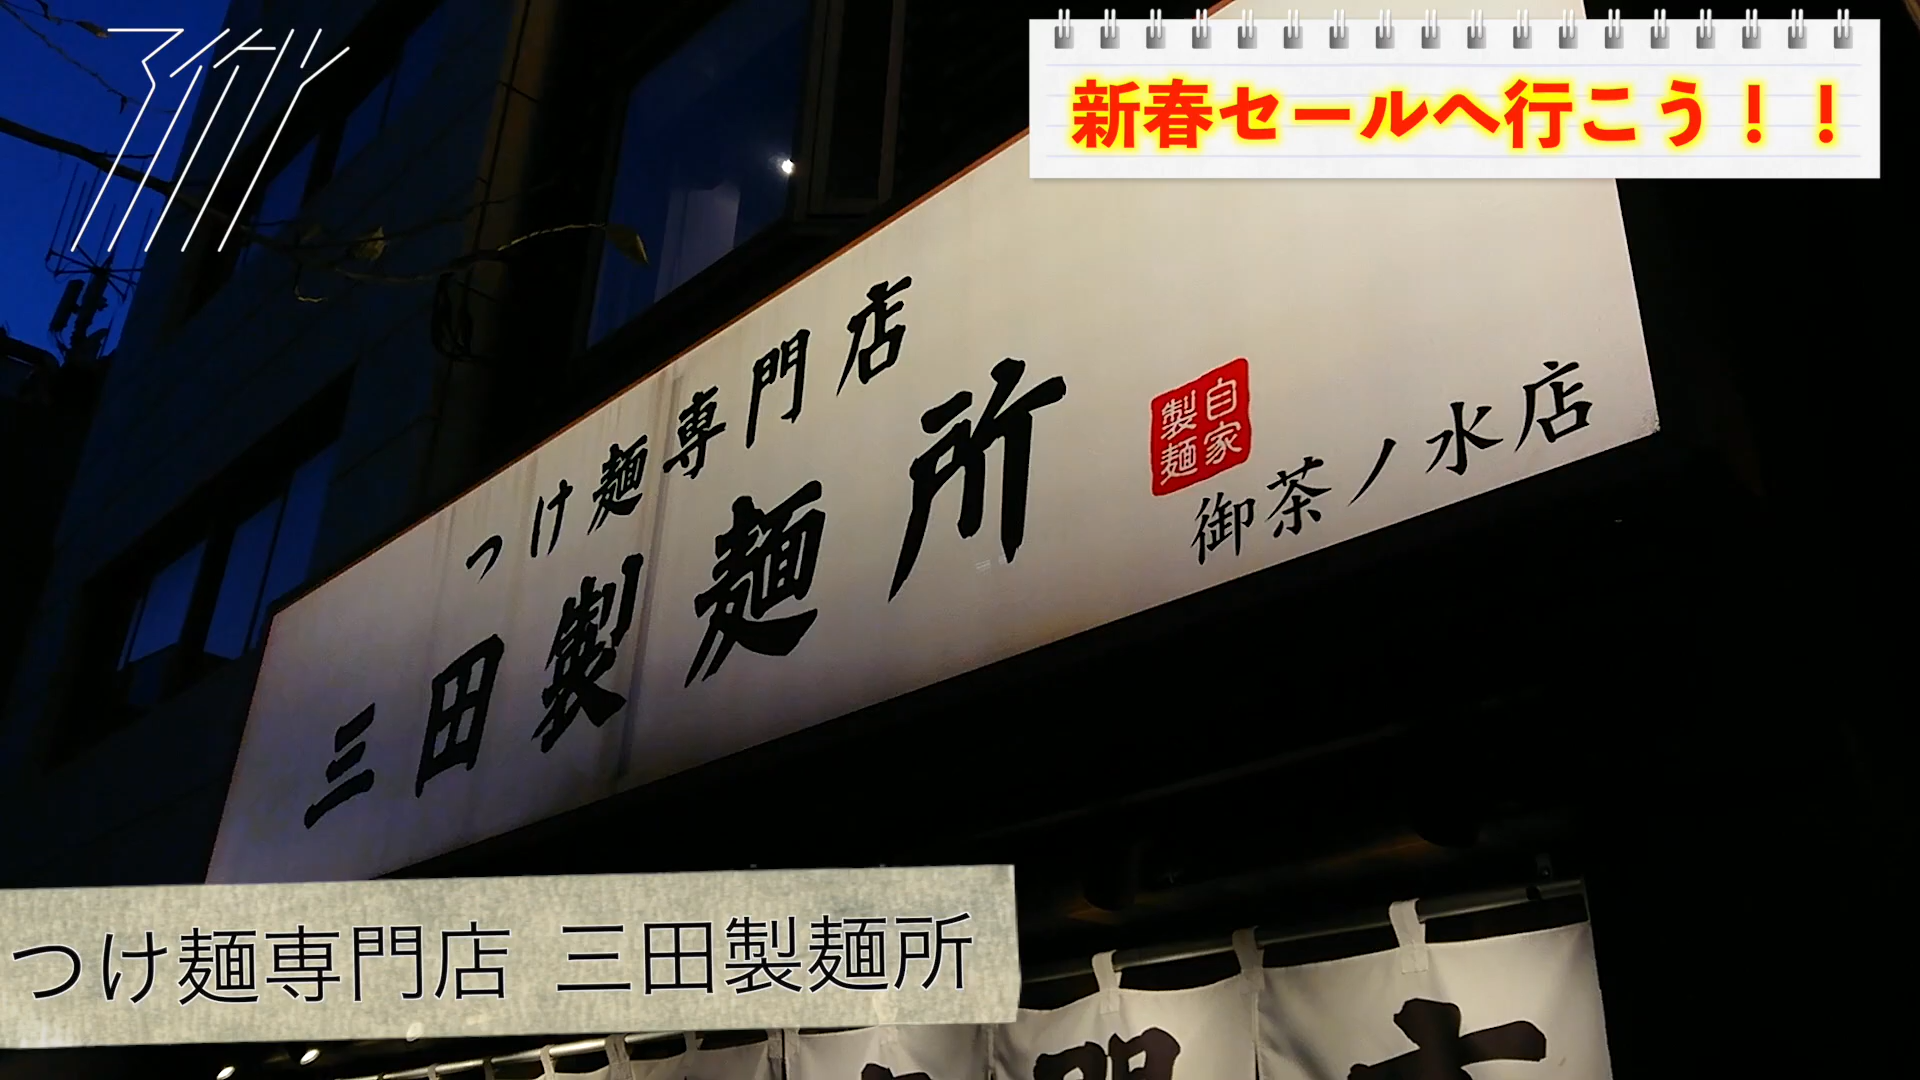 新春セールへ行こう！！
つけ麺専門店
三田製麺所
自家
製麺
御茶ノ水店
つけ麺専門店 三田製麺所
門 店